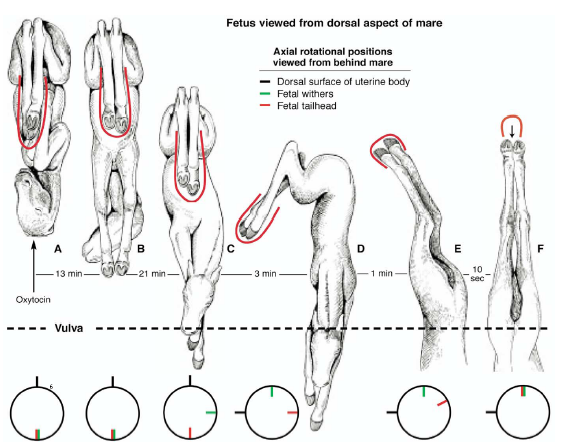 Fetus viewed from dorsal aspect of mare
Axial rotational positions
viewed from behind mare
Dorsal surface of uterine body
Fetal withers
Fetal tailhead
A
B
C
D
E
F
13 min
21 min
3 min
1 min
10
sec
Oxytocin
Vulva
6